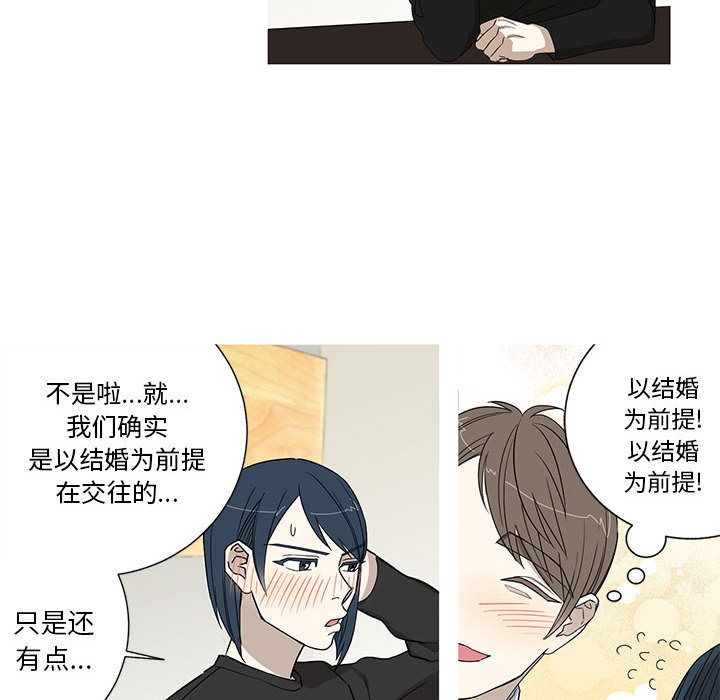 不是啦...就...
我们确实
是以结婚为前提
在交往的...
只是还
有点...
以结婚
为前提!
以结婚
为前提!